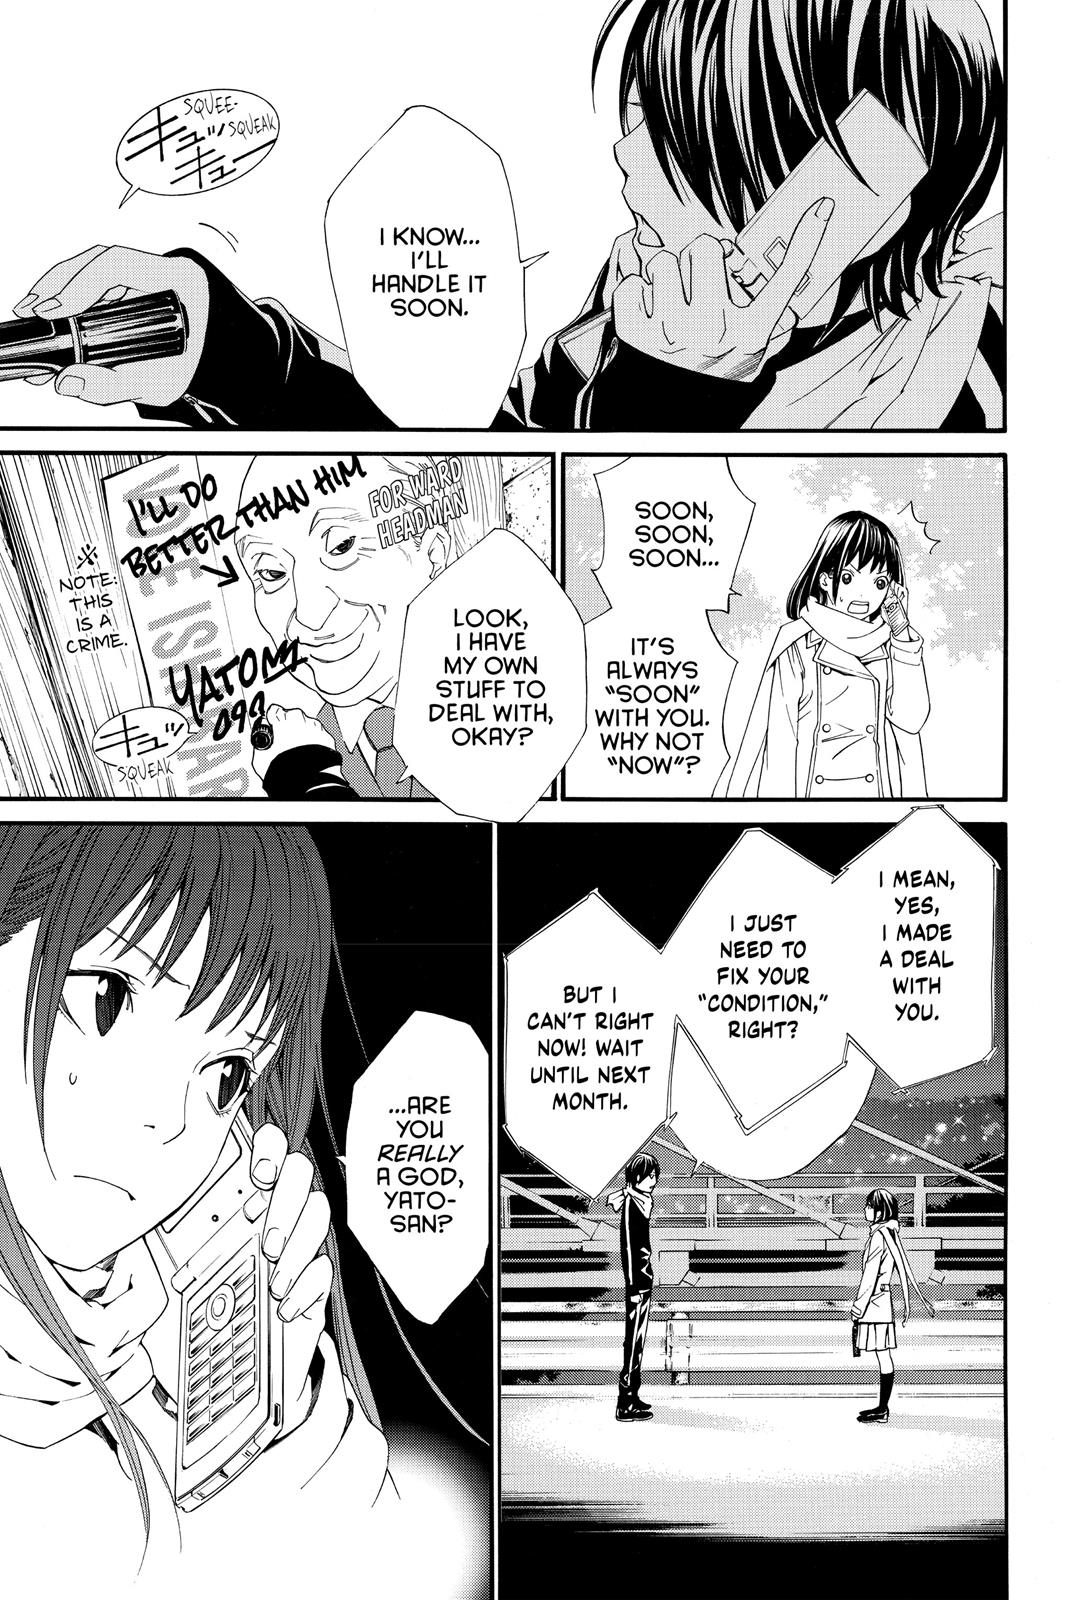 SQUEE-
SQUEAK
キュッ
キュー
I KNOW...
I'LL
HANDLE IT
SOON.
SOON,
SOON,
SOON...
IT'S
ALWAYS
"SOON"
WITH YOU.
WHY NOT
"NOW"?
I'LL DO
BETTER THAN HIM
FOR WARD
HEADMAN
※
NOTE:
THIS
IS A
CRIME.
YATO
090
キュッ
SQUEAK
LOOK,
I HAVE
MY OWN
STUFF TO
DEAL WITH,
OKAY?
I MEAN,
YES,
I MADE
A DEAL
WITH
YOU.
I JUST
NEED TO
FIX YOUR
"CONDITION,"
RIGHT?
BUT I
CAN'T RIGHT
NOW! WAIT
UNTIL NEXT
MONTH.
...ARE
YOU
REALLY
A GOD,
YATO-
SAN?